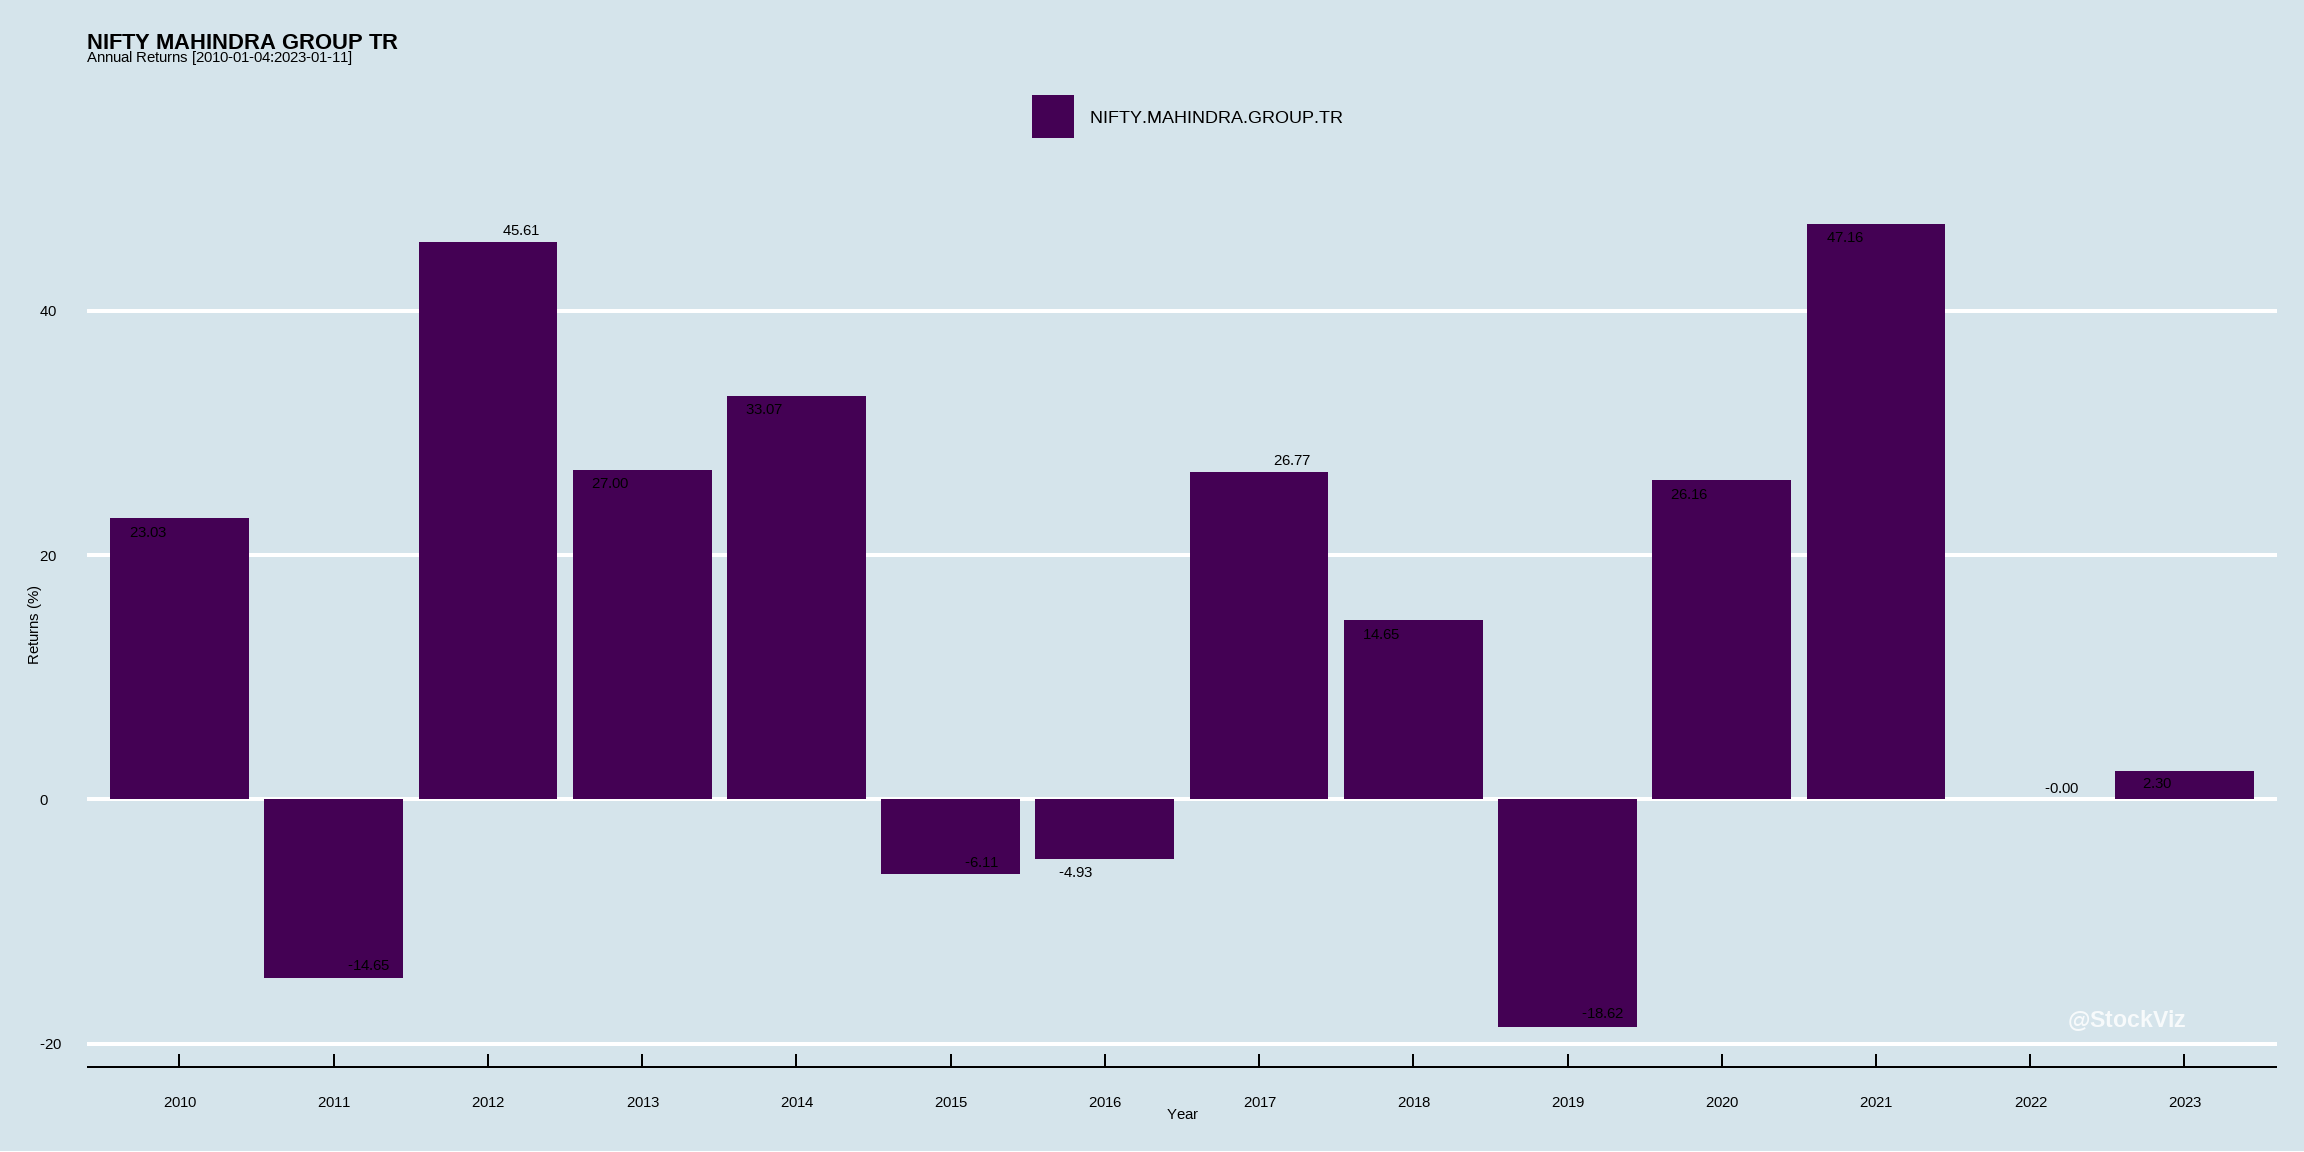 NIFTY MAHINDRA GROUP TR
Annual Returns [2010-01-04:2023-01-11]
NIFTY.MAHINDRA.GROUP.TR
45.61
47.16
40
33.07
26.77
27.00
26.16
23.03
20
14.65
Returns (%)
-0.00
2.30
0
-6.11
-4.93
-14.65
-18.62
@StockViz
-20
2010 2011 2012 2013 2014 2015 2016 2017 2018 2019 2020 2021 2022 2023
Year